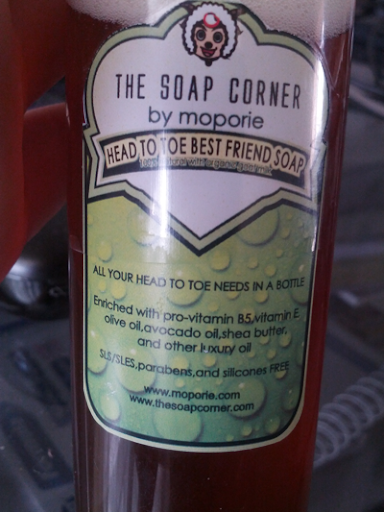 THE SOAP CORNER
by moporie
HEAD TO TOE BEST FRIEND SOAP
ALL YOUR HEAD TO TOE NEEDS IN A BOTTLE
Enriched with pro-vitamin B5,vitamin E,
olive oil,avocado oil,shea butter,
and other luxury oil
SLS/SLES,parabens,and silicones FREE
www.moporie.com
www.thesoapcorner.com